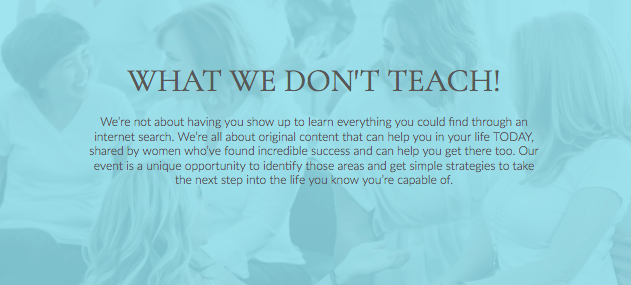 WHAT WE DON'T TEACH!
We're not about having you show up to learn everything you could find through an
internet search. We're all about original content that can help you in your life TODAY,
shared by women who've found incredible success and can help you get there too. Our
event is a unique opportunity to identify those areas and get simple strategies to take
the next step into the life you know you're capable of.